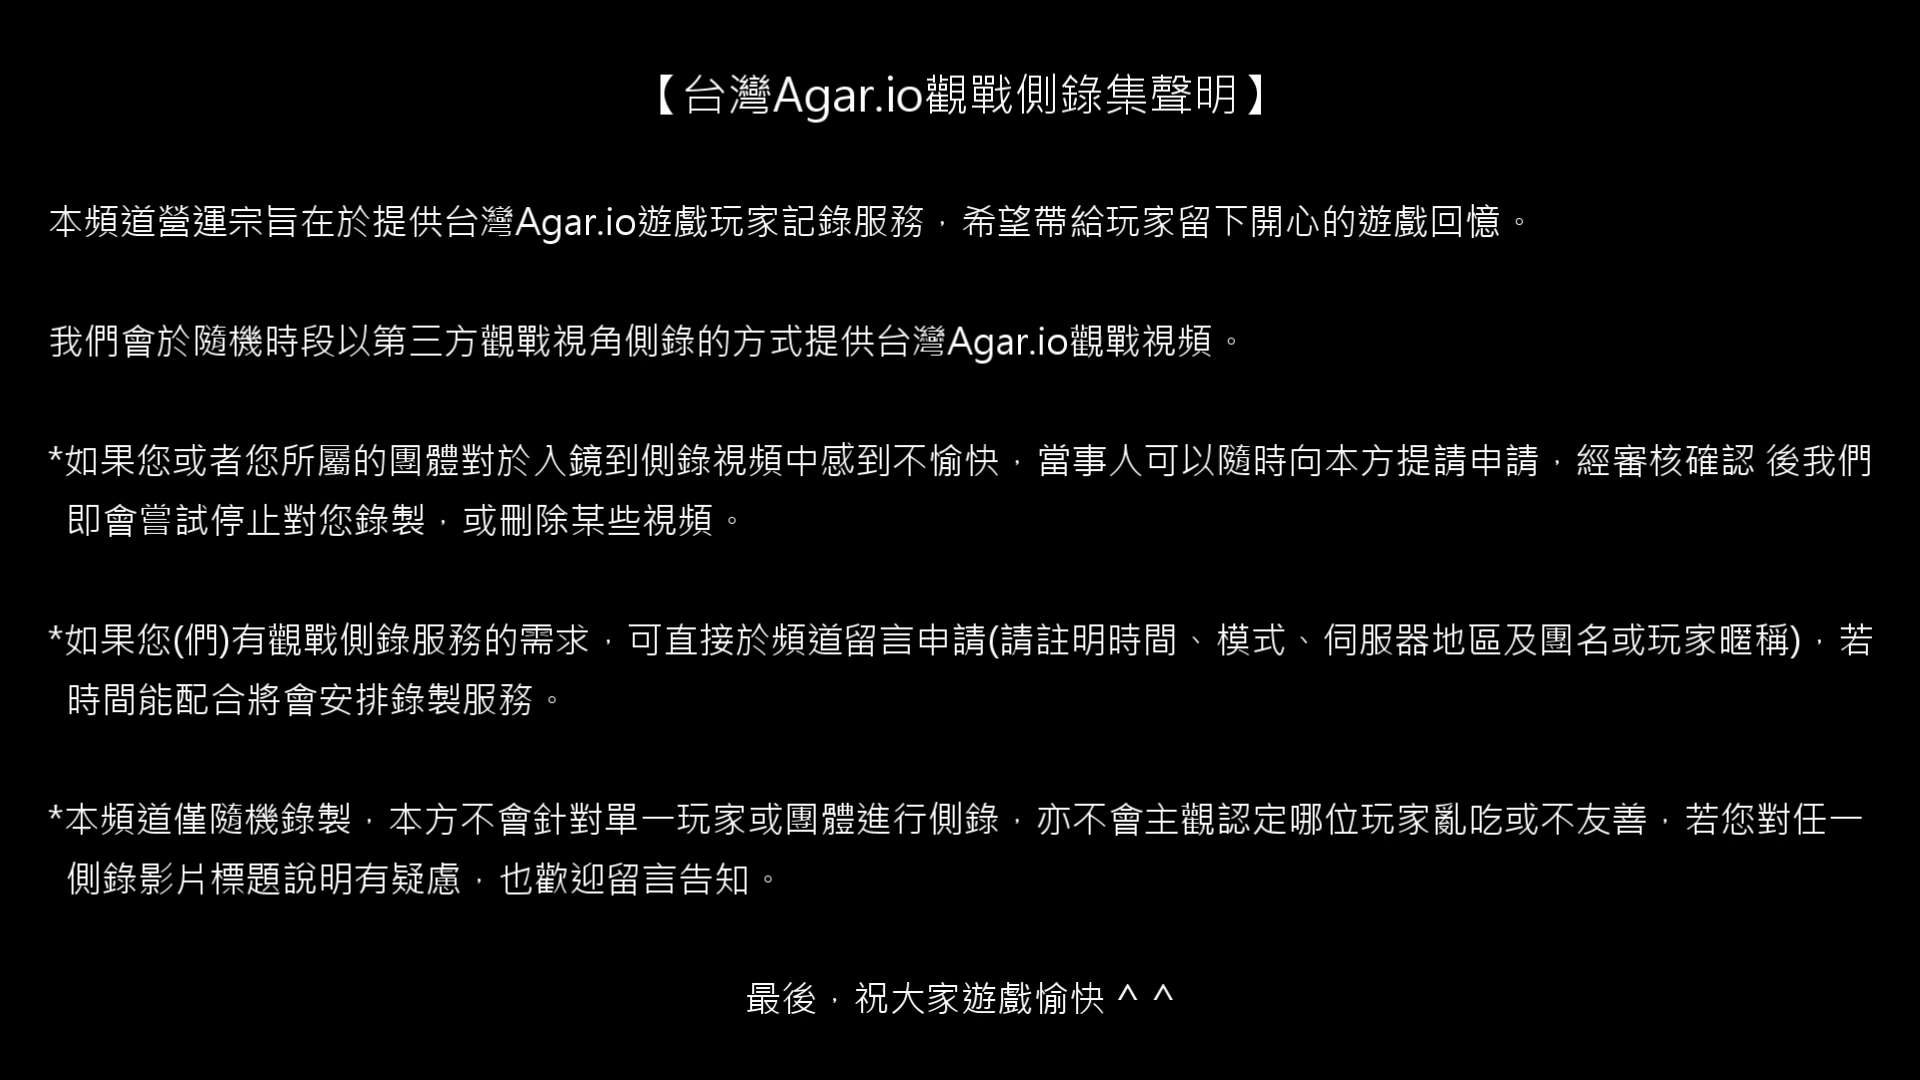 【台灣Agar.io觀戰側錄集聲明】
本頻道營運宗旨在於提供台灣Agar.io遊戲玩家記錄服務，希望帶給玩家留下開心的遊戲回憶。
我們會於隨機時段以第三方觀戰視角側錄的方式提供台灣Agar.io觀戰視頻。
*如果您或者您所屬的團體對於入鏡到側錄視頻中感到不愉快，當事人可以隨時向本方提請申請，經審核確認 後我們
即會嘗試停止對您錄製，或刪除某些視頻。
*如果您(們)有觀戰側錄服務的需求，可直接於頻道留言申請(請註明時間、模式、伺服器地區及團名或玩家暱稱)，若
時間能配合將會安排錄製服務。
*本頻道僅隨機錄製，本方不會針對單一玩家或團體進行側錄，亦不會主觀認定哪位玩家亂吃或不友善，若您對任一
側錄影片標題說明有疑慮，也歡迎留言告知。
最後，祝大家遊戲愉快 ^ ^